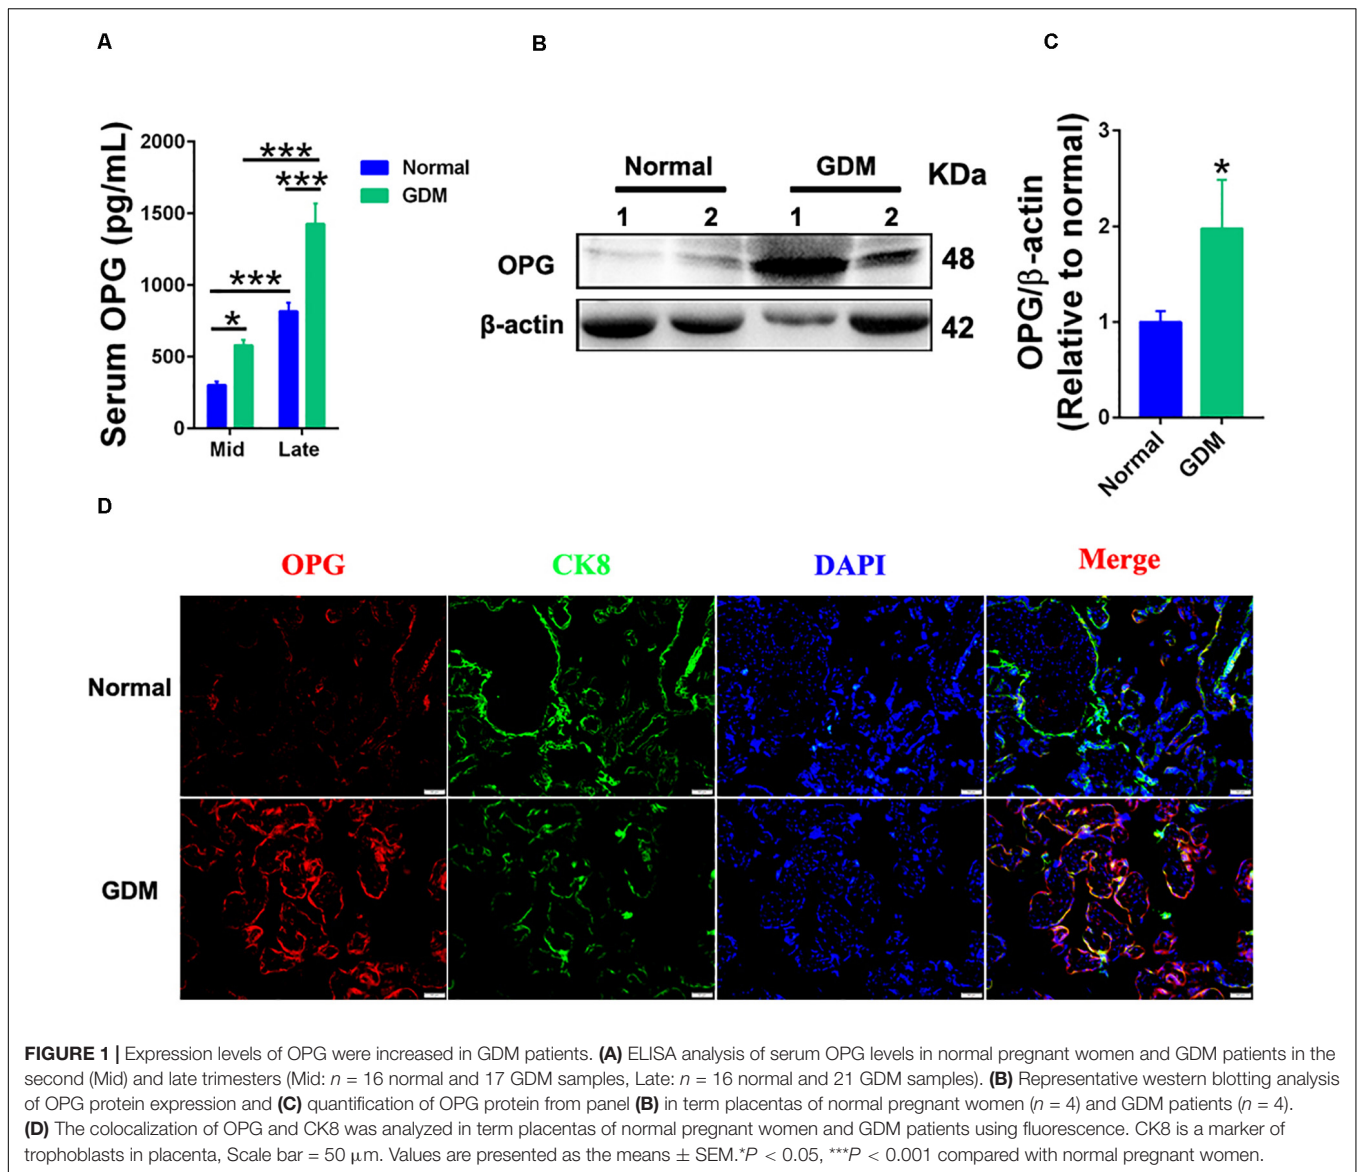 A
B
C
Serum OPG (pg/mL)
2000
1500
1000
500
0
***
***
***
*
Mid
Late
Normal
GDM
Normal
GDM
KDa
1
2
1
2
OPG
48
β-actin
42
OPG/β-actin
(Relative to normal)
3
2
1
0
*
Normal
GDM
D
OPG
CK8
DAPI
Merge
Normal
GDM
FIGURE 1 | Expression levels of OPG were increased in GDM patients. (A) ELISA analysis of serum OPG levels in normal pregnant women and GDM patients in the
second (Mid) and late trimesters (Mid: n = 16 normal and 17 GDM samples, Late: n = 16 normal and 21 GDM samples). (B) Representative western blotting analysis
of OPG protein expression and (C) quantification of OPG protein from panel (B) in term placentas of normal pregnant women (n = 4) and GDM patients (n = 4).
(D) The colocalization of OPG and CK8 was analyzed in term placentas of normal pregnant women and GDM patients using fluorescence. CK8 is a marker of
trophoblasts in placenta, Scale bar = 50 μm. Values are presented as the means ± SEM.*P < 0.05, ***P < 0.001 compared with normal pregnant women.